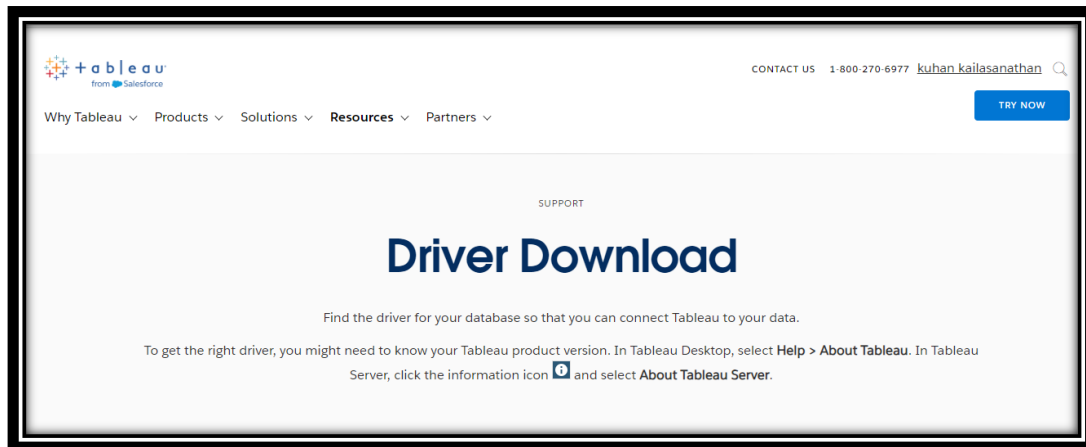 + a b | e a u
from Salesforce
CONTACT US 1-800-270-6977 kuhan kailasanathan
TRY NOW
Why Tableau Products Solutions Resources Partners
SUPPORT
Driver Download
Find the driver for your database so that you can connect Tableau to your data.
To get the right driver, you might need to know your Tableau product version. In Tableau Desktop, select Help > About Tableau. In Tableau
Server, click the information icon and select About Tableau Server.